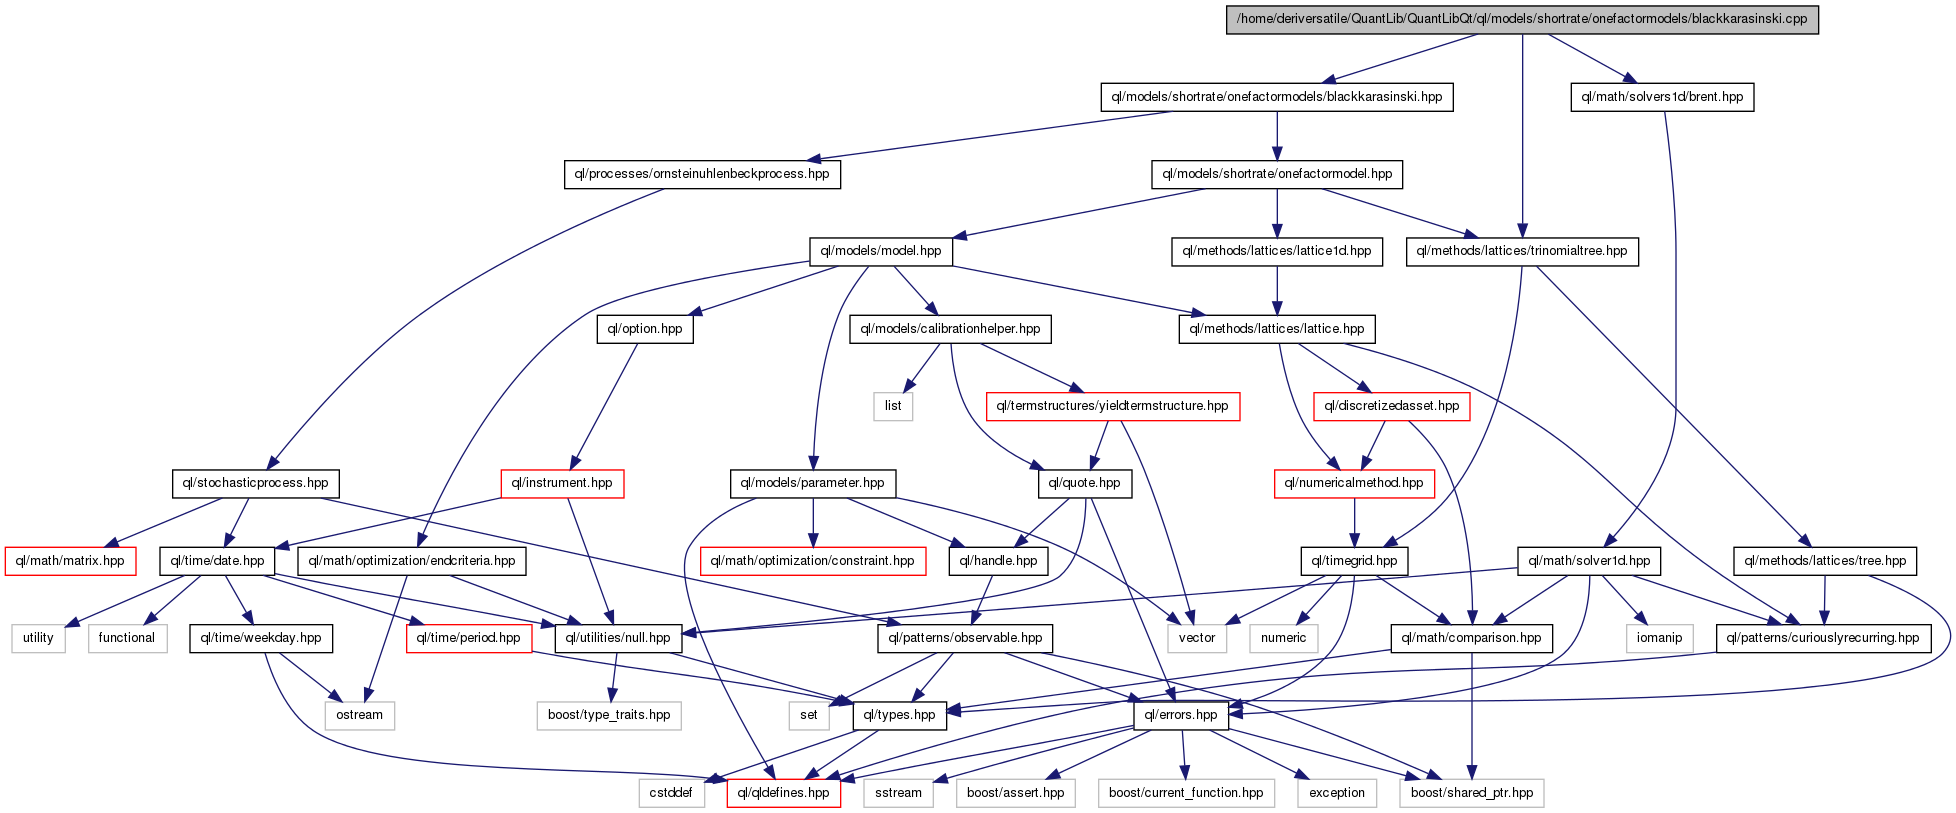 /home/deriversatile/QuantLib/QuantLibQt/ql/models/shortrate/onefactormodels/blackkarasinski.cpp
ql/models/shortrate/onefactormodels/blackkarasinski.hpp
ql/math/solvers1d/brent.hpp
ql/processes/ornsteinuhlenbeckprocess.hpp
ql/models/shortrate/onefactormodel.hpp
ql/models/model.hpp
ql/methods/lattices/lattice1d.hpp
ql/methods/lattices/trinomialtree.hpp
ql/option.hpp
ql/models/calibrationhelper.hpp
ql/methods/lattices/lattice.hpp
list
ql/termstructures/yieldtermstructure.hpp
ql/discretizedasset.hpp
ql/stochasticprocess.hpp
ql/instrument.hpp
ql/models/parameter.hpp
ql/quote.hpp
ql/numericalmethod.hpp
ql/math/matrix.hpp
ql/time/date.hpp
ql/math/optimization/endcriteria.hpp
ql/math/optimization/constraint.hpp
ql/handle.hpp
ql/timegrid.hpp
ql/math/solver1d.hpp
ql/methods/lattices/tree.hpp
utility
functional
ql/time/weekday.hpp
ql/time/period.hpp
ql/utilities/null.hpp
ql/patterns/observable.hpp
vector
numeric
ql/math/comparison.hpp
iomanip
ql/patterns/curiouslyrecurring.hpp
ostream
boost/type_traits.hpp
set
ql/types.hpp
ql/errors.hpp
cstddef
ql/qldefines.hpp
sstream
boost/assert.hpp
boost/current_function.hpp
exception
boost/shared_ptr.hpp